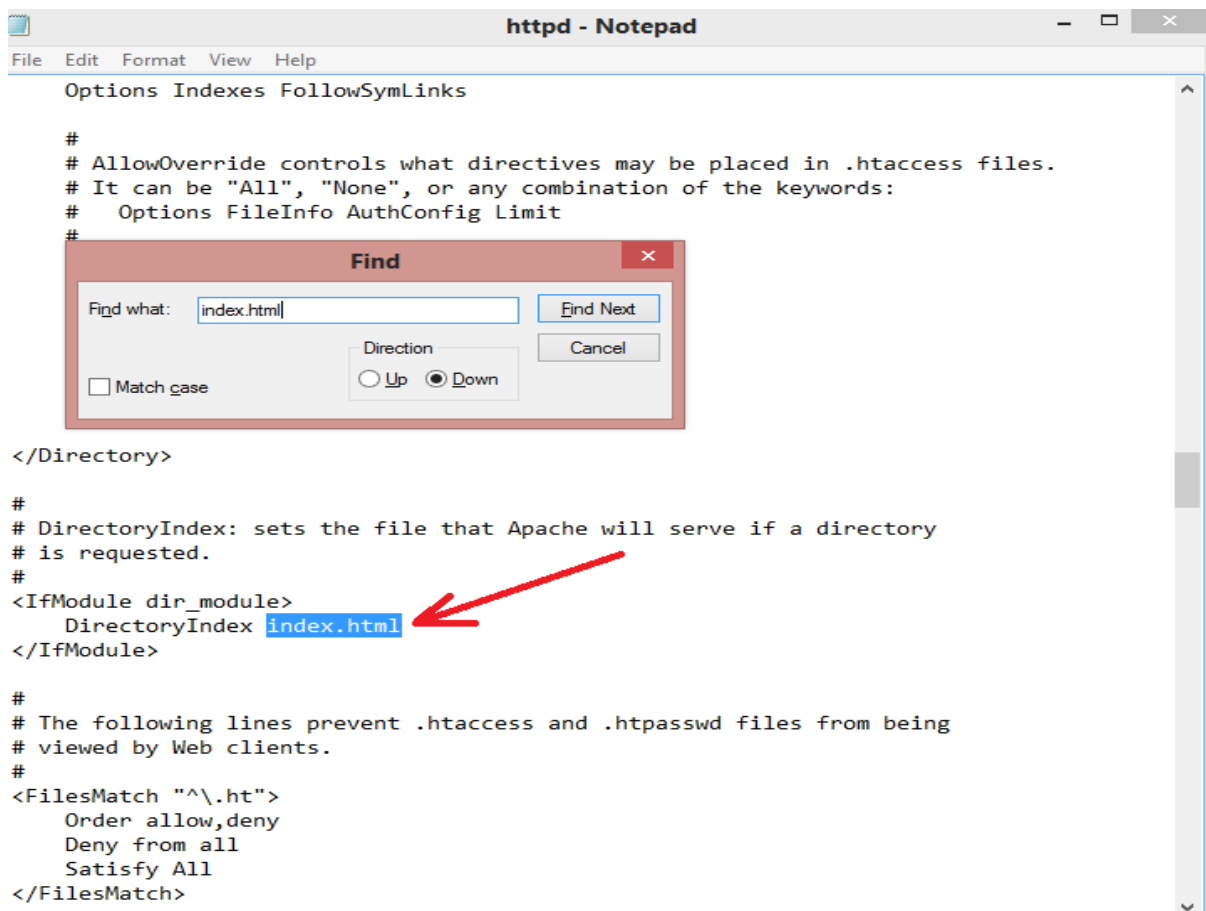 httpd - Notepad
File Edit Format View Help
Options Indexes FollowSymLinks
#
# AllowOverride controls what directives may be placed in .htaccess files.
# It can be "All", "None", or any combination of the keywords:
#   Options FileInfo AuthConfig Limit
#
Find
Find what: index.html Find Next
Direction Cancel
Match case Up Down
</Directory>
#
# DirectoryIndex: sets the file that Apache will serve if a directory
# is requested.
#
<IfModule dir_module>
    DirectoryIndex index.html
</IfModule>
#
# The following lines prevent .htaccess and .htpasswd files from being
# viewed by Web clients.
#
<FilesMatch "^\.ht">
    Order allow,deny
    Deny from all
    Satisfy All
</FilesMatch>